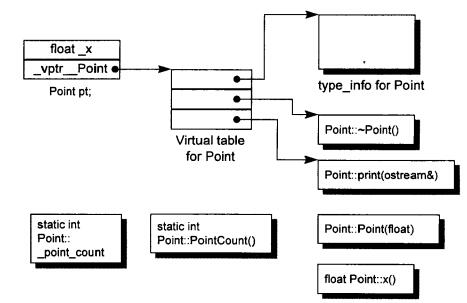 float _x
_vptr__Point
Point pt;
Virtual table
for Point
type_info for Point
Point::~Point()
Point::print(ostream&)
static int
Point::
_point_count
static int
Point::PointCount()
Point::Point(float)
float Point::x()